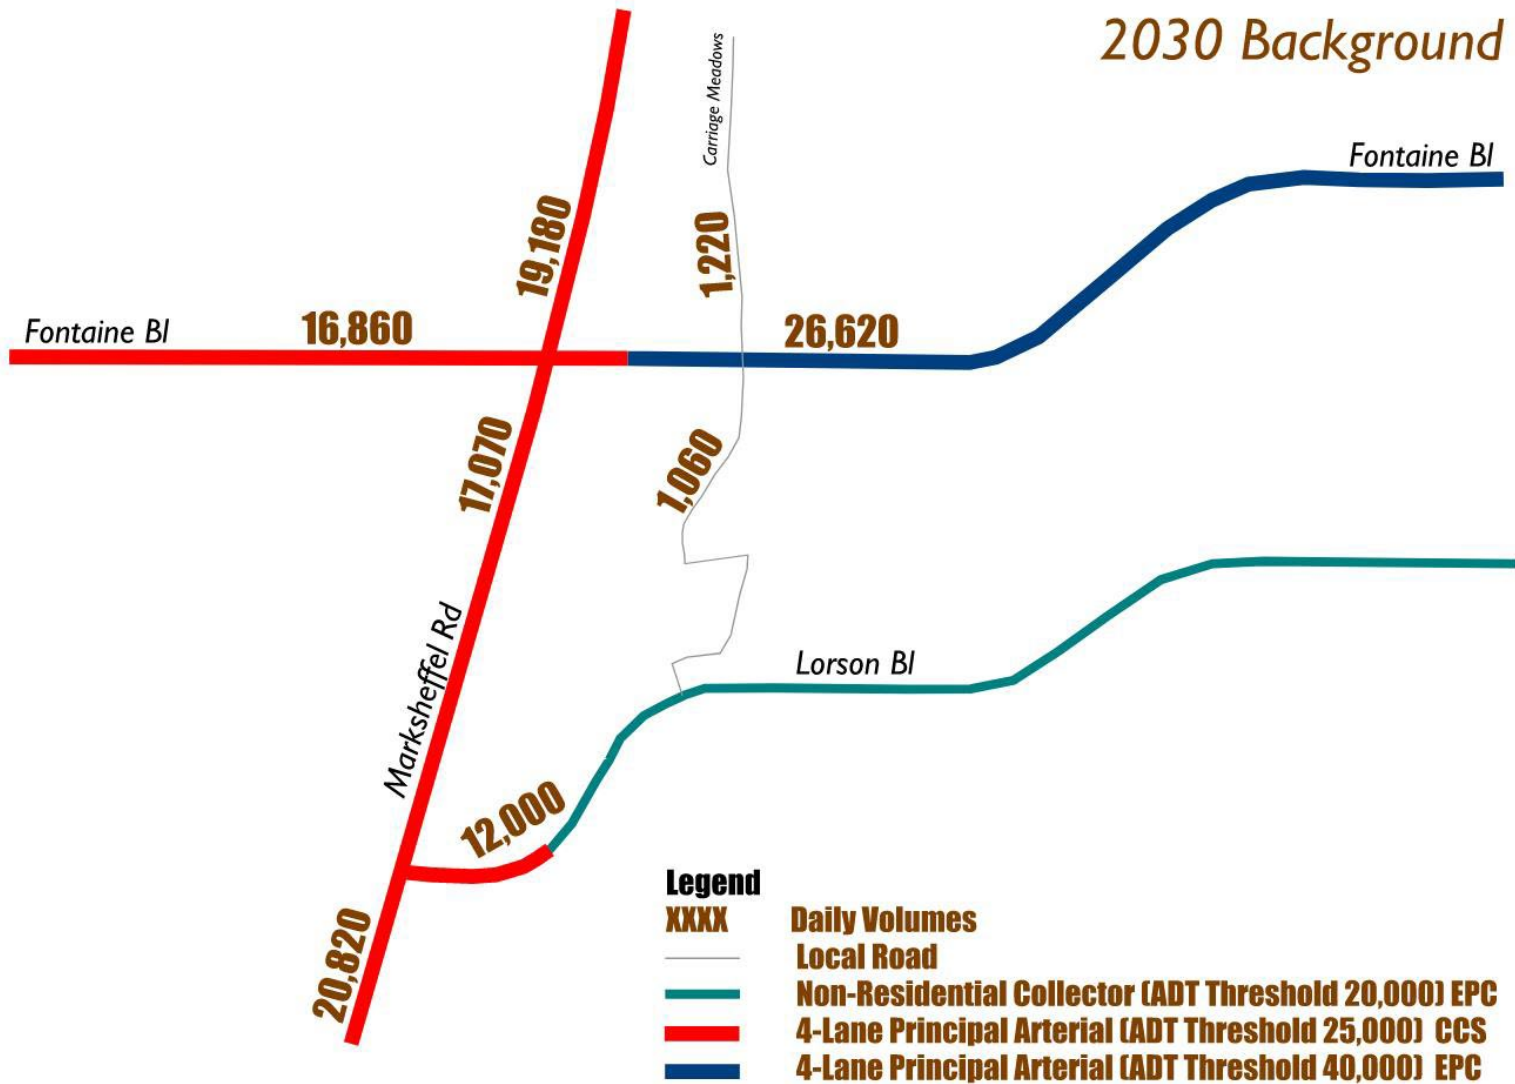 2030 Background
Carriage Meadows
Fontaine Bl
19,180
1,220
Fontaine Bl
16,860
26,620
17,070
1,060
Marksheffel Rd
Lorson Bl
12,000
20,820
Legend
XXXX Daily Volumes
Local Road
Non-Residential Collector (ADT Threshold 20,000) EPC
4-Lane Principal Arterial (ADT Threshold 25,000) CCS
4-Lane Principal Arterial (ADT Threshold 40,000) EPC